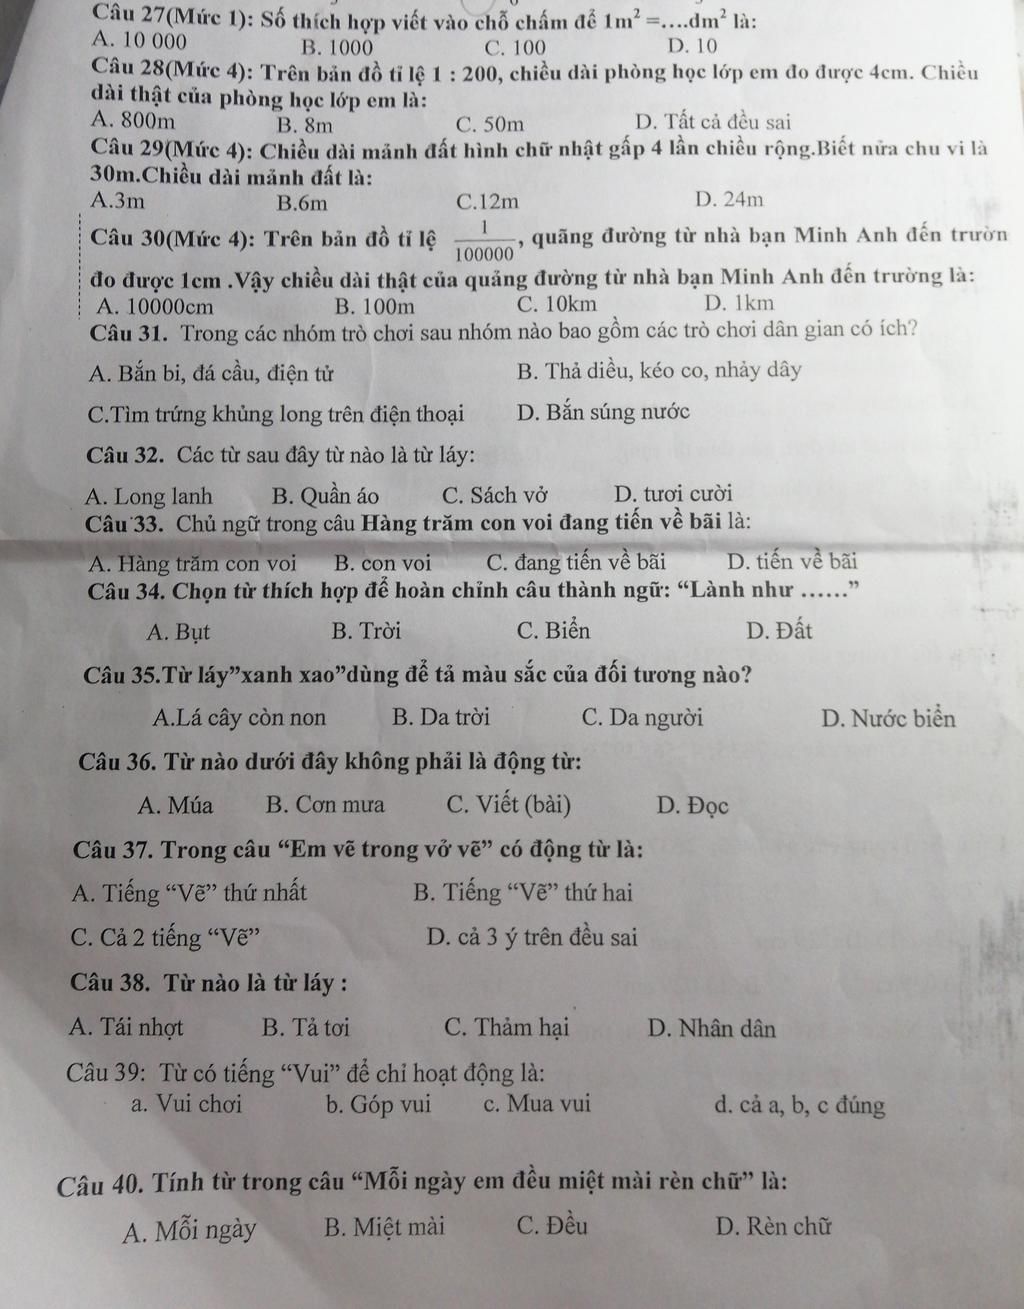 Câu 27(Mức 1): Số thích hợp viết vào chỗ chấm để 1m² =....dm² là:
A. 10 000 B. 1000 C. 100 D. 10
Câu 28(Mức 4): Trên bản đồ tỉ lệ 1 : 200, chiều dài phòng học lớp em đo được 4cm. Chiều
dài thật của phòng học lớp em là:
A. 800m B. 8m C. 50m D. Tất cả đều sai
Câu 29(Mức 4): Chiều dài mảnh đất hình chữ nhật gấp 4 lần chiều rộng.Biết nửa chu vi là
30m.Chiều dài mảnh đất là:
A.3m B.6m C.12m D. 24m
Câu 30(Mức 4): Trên bản đồ tỉ lệ 1/100000, quãng đường từ nhà bạn Minh Anh đến trườn
đo được 1cm .Vậy chiều dài thật của quảng đường từ nhà bạn Minh Anh đến trường là:
A. 10000cm B. 100m C. 10km D. 1km
Câu 31. Trong các nhóm trò chơi sau nhóm nào bao gồm các trò chơi dân gian có ích?
A. Bắn bi, đá cầu, điện tử B. Thả diều, kéo co, nhảy dây
C.Tìm trứng khủng long trên điện thoại D. Bắn súng nước
Câu 32. Các từ sau đây từ nào là từ láy:
A. Long lanh B. Quần áo C. Sách vở D. tươi cười
Câu 33. Chủ ngữ trong câu Hàng trăm con voi đang tiến về bãi là:
A. Hàng trăm con voi B. con voi C. đang tiến về bãi D. tiến về bãi
Câu 34. Chọn từ thích hợp để hoàn chỉnh câu thành ngữ: “Lành như ......”
A. Bụt B. Trời C. Biển D. Đất
Câu 35.Từ láy”xanh xao”dùng để tả màu sắc của đối tương nào?
A.Lá cây còn non B. Da trời C. Da người D. Nước biển
Câu 36. Từ nào dưới đây không phải là động từ:
A. Múa B. Cơn mưa C. Viết (bài) D. Đọc
Câu 37. Trong câu “Em vẽ trong vở vẽ” có động từ là:
A. Tiếng “Vẽ” thứ nhất B. Tiếng “Vẽ” thứ hai
C. Cả 2 tiếng “Vẽ” D. cả 3 ý trên đều sai
Câu 38. Từ nào là từ láy :
A. Tái nhợt B. Tả tơi C. Thảm hại D. Nhân dân
Câu 39: Từ có tiếng “Vui” để chỉ hoạt động là:
a. Vui chơi b. Góp vui c. Mua vui d. cả a, b, c đúng
Câu 40. Tính từ trong câu “Mỗi ngày em đều miệt mài rèn chữ” là:
A. Mỗi ngày B. Miệt mài C. Đều D. Rèn chữ